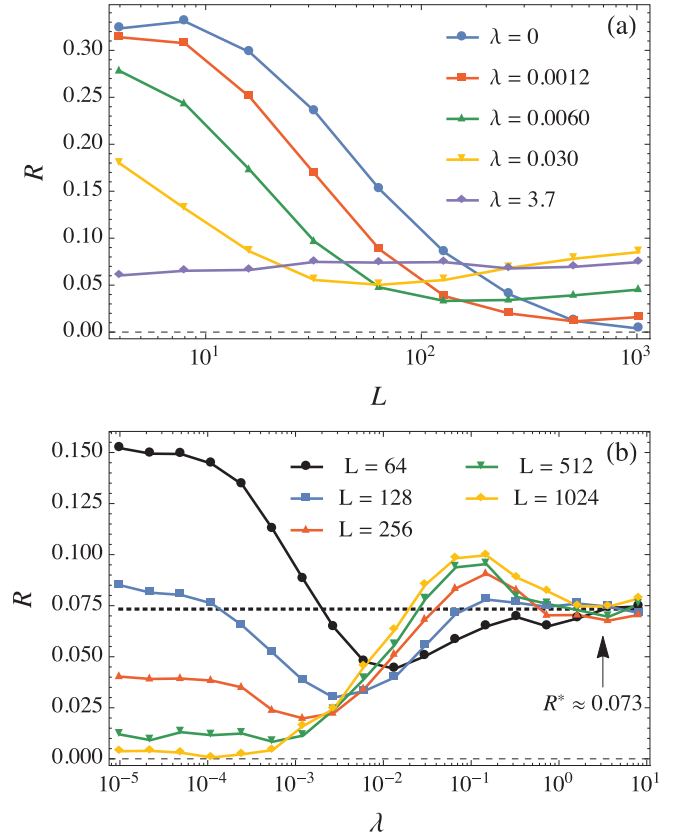 (a)
λ = 0
λ = 0.0012
λ = 0.0060
λ = 0.030
λ = 3.7
R
0.30
0.25
0.20
0.15
0.10
0.05
0.00
10¹ 10² 10³
L
(b)
L = 64 L = 512
L = 128 L = 1024
L = 256
R
0.150
0.125
0.100
0.075
0.050
0.025
0.000
R* ≈ 0.073
10⁻⁵ 10⁻⁴ 10⁻³ 10⁻² 10⁻¹ 10⁰ 10¹
λ